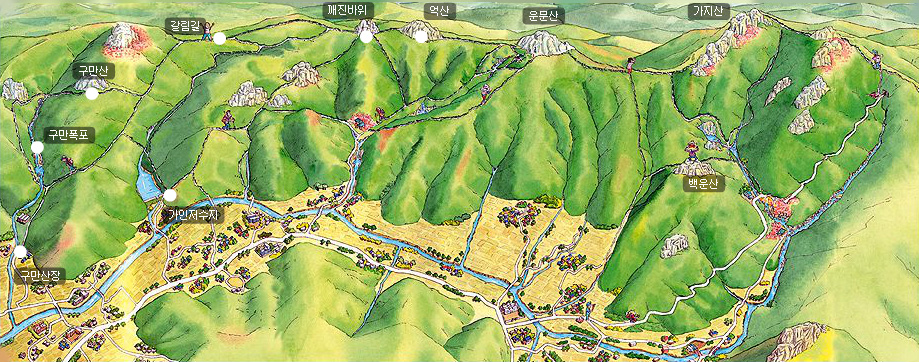 깨진바위
억산
운문산
가지산
갈림길
구만산
구만폭포
백운산
가인저수지
구만산장